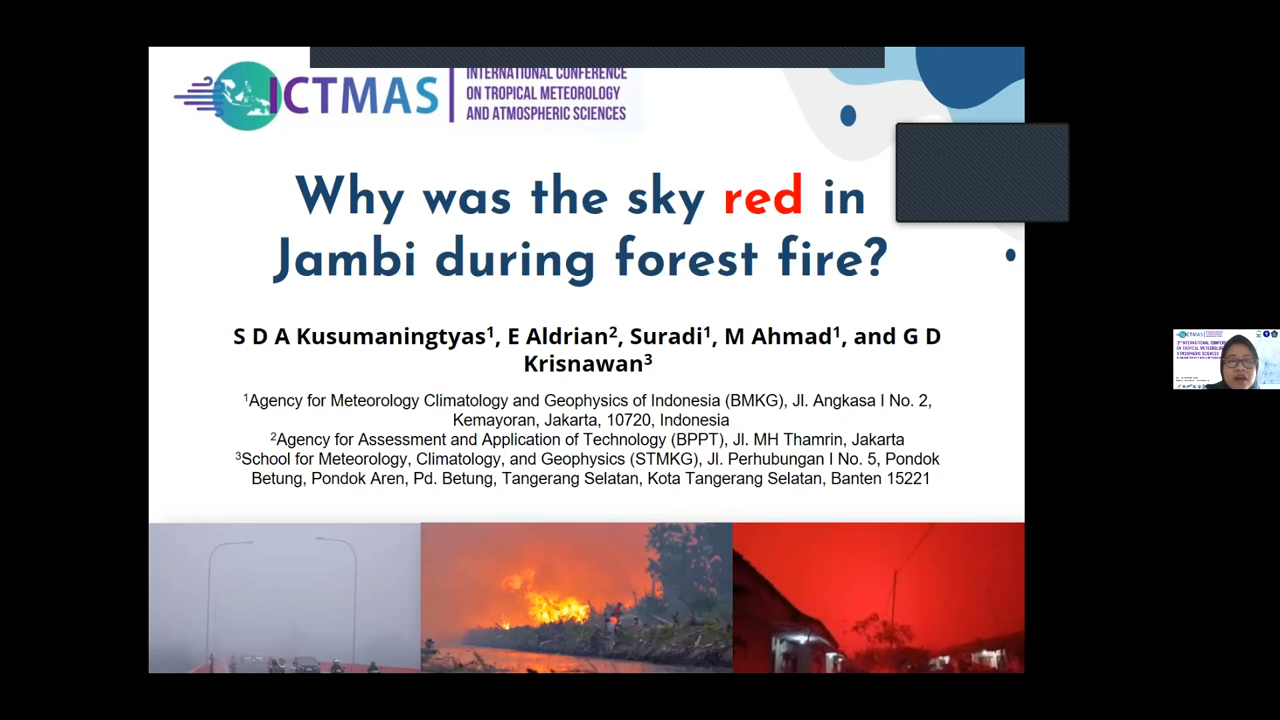 ICTMAS
INTERNATIONAL CONFERENCE
ON TROPICAL METEOROLOGY
AND ATMOSPHERIC SCIENCES
Why was the sky red in
Jambi during forest fire?
S D A Kusumaningtyas¹, E Aldrian², Suradi¹, M Ahmad¹, and G D
Krisnawan³
¹Agency for Meteorology Climatology and Geophysics of Indonesia (BMKG), Jl. Angkasa I No. 2,
Kemayoran, Jakarta, 10720, Indonesia
²Agency for Assessment and Application of Technology (BPPT), Jl. MH Thamrin, Jakarta
³School for Meteorology, Climatology, and Geophysics (STMKG), Jl. Perhubungan I No. 5, Pondok
Betung, Pondok Aren, Pd. Betung, Tangerang Selatan, Kota Tangerang Selatan, Banten 15221